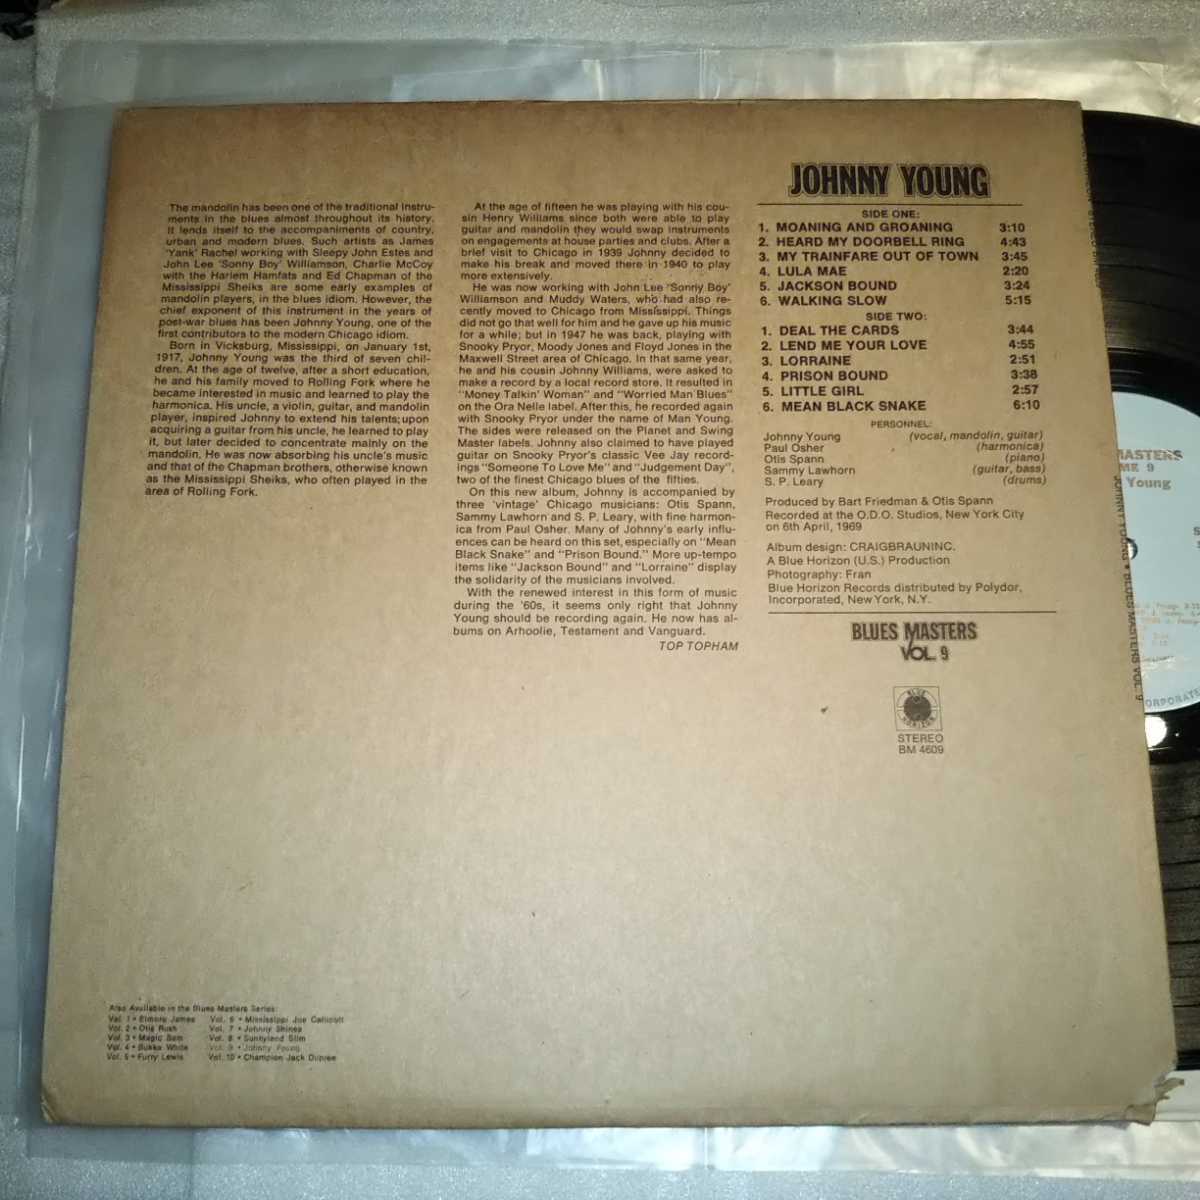 The mandolin has been one of the traditional instru-
ments in the blues almost throughout its history.
It lends itself to the accompaniments of country,
urban and modern blues. Such artists as James
'Yank' Rachel working with Sleepy John Estes and
John Lee 'Sonny Boy' Williamson, Charlie McCoy
with the Harlem Hamfats and Ed Chapman of the
Mississippi Sheiks are some early examples of
mandolin players, in the blues idiom. However, the
chief exponent of this instrument in the years of
post-war blues has been Johnny Young, one of the
first contributors to the modern Chicago idiom.
Born in Vicksburg, Mississippi, on January 1st,
1917, Johnny Young was the third of seven chil-
dren. At the age of twelve, after a short education,
he and his family moved to Rolling Fork where he
became interested in music and learned to play the
harmonica. His uncle, a violin, guitar, and mandolin
player, inspired Johnny to extend his talents; upon
acquiring a guitar from his uncle, he learned to play
it, but later decided to concentrate mainly on the
mandolin. He was now absorbing his uncle's music
and that of the Chapman brothers, otherwise known
as the Mississippi Sheiks, who often played in the
area of Rolling Fork.
At the age of fifteen he was playing with his cou-
sin Henry Williams since both were able to play
guitar and mandolin they would swap instruments
on engagements at house parties and clubs. After a
brief visit to Chicago in 1939 Johnny decided to
make his break and moved there in 1940 to play
more extensively.
He was now working with John Lee 'Sonny Boy'
Williamson and Muddy Waters, who had also re-
cently moved to Chicago from Mississippi. Things
did not go that well for him and he gave up his music
for a while; but in 1947 he was back, playing with
Snooky Pryor, Moody Jones and Floyd Jones in the
Maxwell Street area of Chicago. In that same year,
he and his cousin Johnny Williams, were asked to
make a record by a local record store. It resulted in
"Money Talkin' Woman" and "Worried Man Blues"
on the Ora Nelle label. After this, he recorded again
with Snooky Pryor under the name of Man Young.
The sides were released on the Planet and Swing
Master labels. Johnny also claimed to have played
guitar on Snooky Pryor's classic Vee Jay record-
ings "Someone To Love Me" and "Judgement Day",
two of the finest Chicago blues of the fifties.
On this new album, Johnny is accompanied by
three 'vintage' Chicago musicians: Otis Spann,
Sammy Lawhorn and S. P. Leary, with fine harmon-
ica from Paul Osher. Many of Johnny's early influ-
ences can be heard on this set, especially on "Mean
Black Snake" and "Prison Bound." More up-tempo
items like "Jackson Bound" and "Lorraine" display
the solidarity of the musicians involved.
With the renewed interest in this form of music
during the '60s, it seems only right that Johnny
Young should be recording again. He now has al-
bums on Arhoolie, Testament and Vanguard.
TOP TOPHAM
JOHNNY YOUNG
SIDE ONE:
1. MOANING AND GROANING 3:10
2. HEARD MY DOORBELL RING 4:43
3. MY TRAINFARE OUT OF TOWN 3:45
4. LULA MAE 2:20
5. JACKSON BOUND 3:24
6. WALKING SLOW 5:15
SIDE TWO:
1. DEAL THE CARDS 3:44
2. LEND ME YOUR LOVE 4:55
3. LORRAINE 2:51
4. PRISON BOUND 3:38
5. LITTLE GIRL 2:57
6. MEAN BLACK SNAKE 6:10
PERSONNEL:
Johnny Young (vocal, mandolin, guitar)
Paul Osher (harmonica)
Otis Spann (piano)
Sammy Lawhorn (guitar, bass)
S. P. Leary (drums)
Produced by Bart Friedman & Otis Spann
Recorded at the O.D.O. Studios, New York City
on 6th April, 1969
Album design: CRAIGBRAUNINC.
A Blue Horizon (U.S.) Production
Photography: Fran
Blue Horizon Records distributed by Polydor,
Incorporated, New York, N.Y.
BLUES MASTERS
VOL. 9
BLUE
HORIZON
STEREO
BM 4609
Also Available in the Blues Masters Series:
Vol. 1 • Elmore James
Vol. 2 • Otis Rush
Vol. 3 • Magic Sam
Vol. 4 • Bukka White
Vol. 5 • Furry Lewis
Vol. 6 • Mississippi Joe Callicott
Vol. 7 • Johnny Shines
Vol. 8 • Sunnyland Slim
Vol. 9 • Johnny Young
Vol. 10 • Champion Jack Dupree
JOHNNY YOUNG • BLUES MASTERS VOL. 9
MASTERS
ME 9
Young
ORPORATE